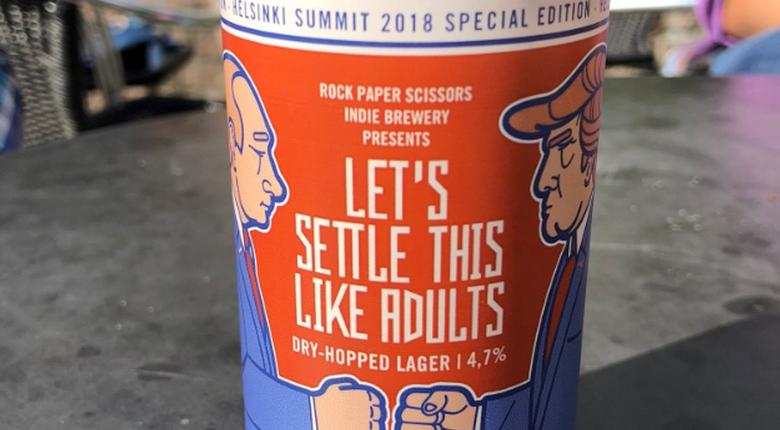 HELSINKI SUMMIT 2018 SPECIAL EDITION
ROCK PAPER SCISSORS
INDIE BREWERY
PRESENTS
LET'S
SETTLE THIS
LIKE ADULTS
DRY-HOPPED LAGER | 4,7%